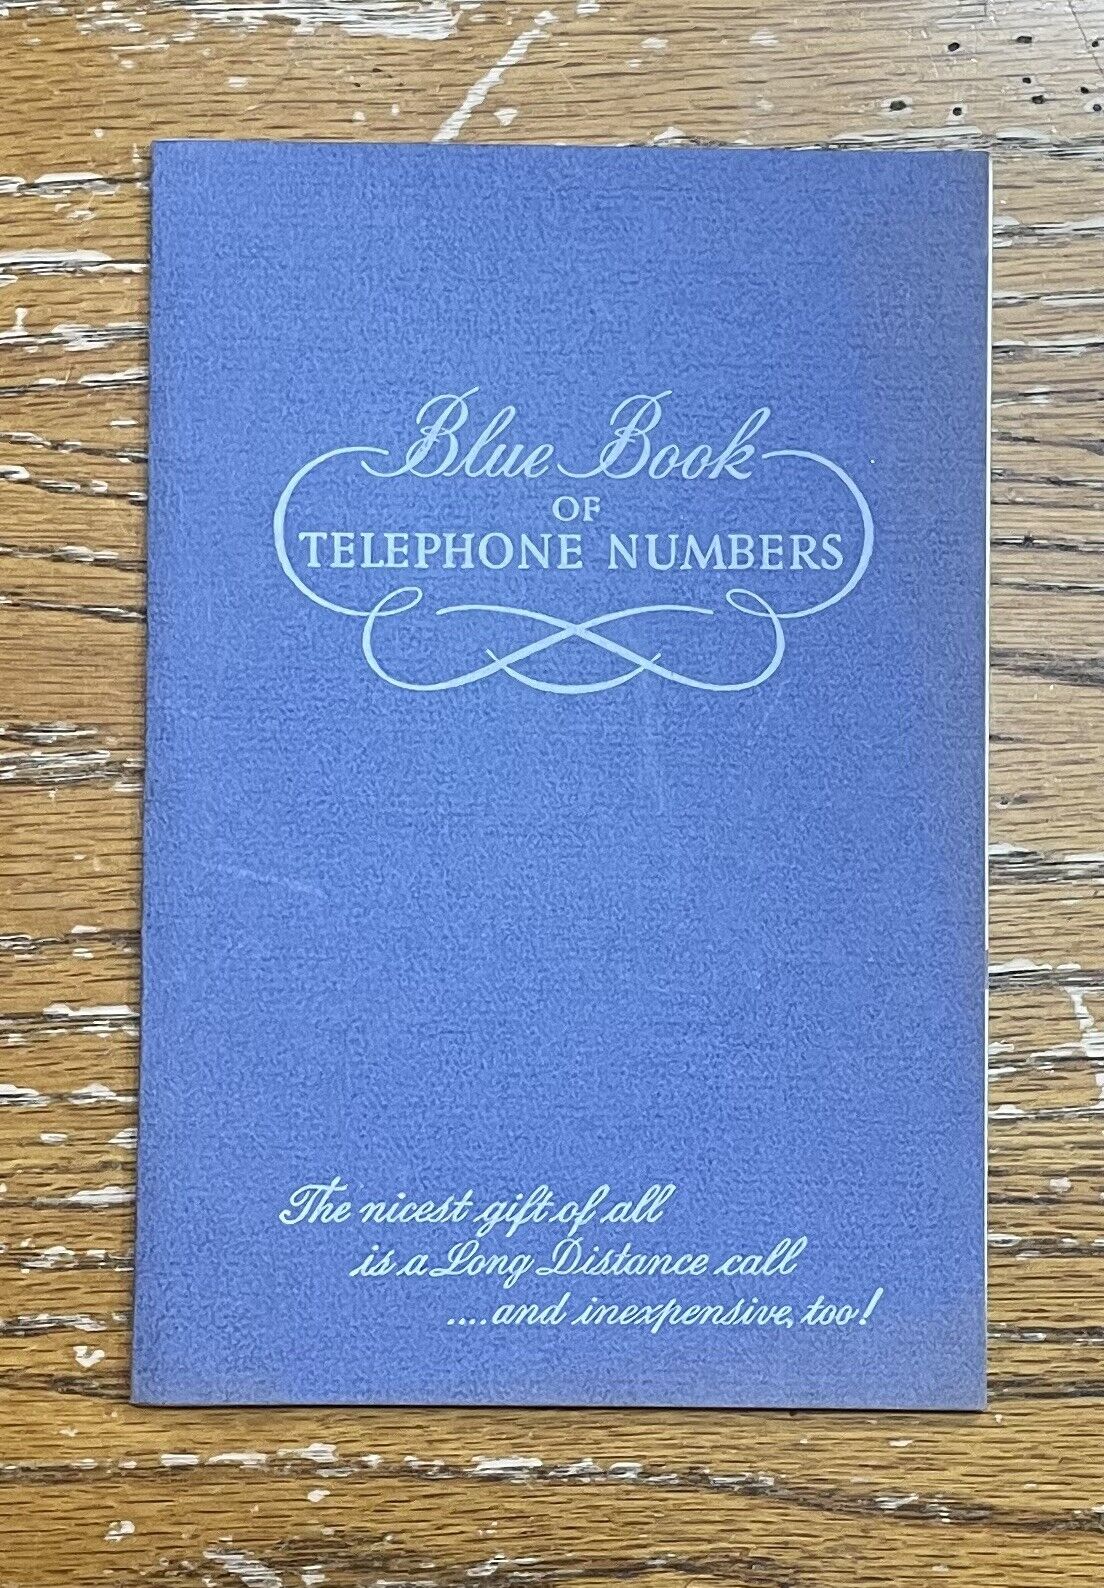 Blue Book
OF
TELEPHONE NUMBERS
The nicest gift of all
is a Long Distance call
....and inexpensive, too!